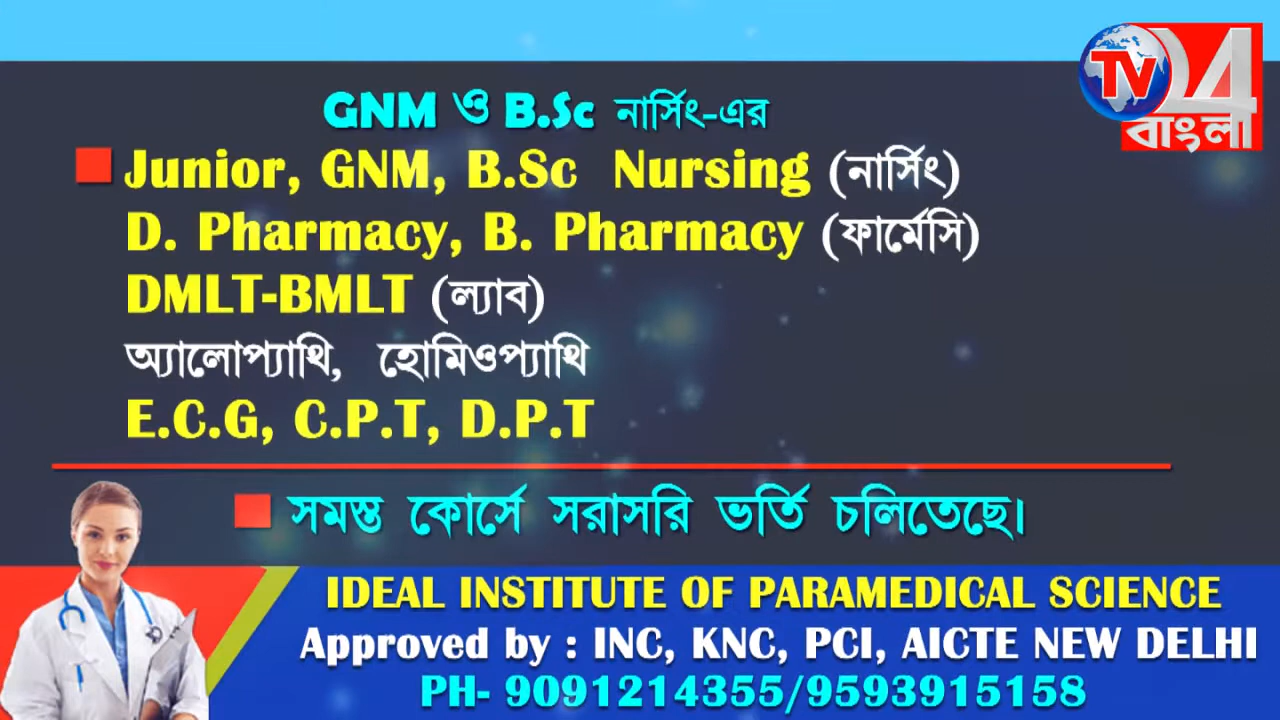 TV 24
বাংলা
GNM ও B.Sc নার্সিং-এর
Junior, GNM, B.Sc Nursing (নার্সিং)
D. Pharmacy, B. Pharmacy (ফার্মেসি)
DMLT-BMLT (ল্যাব)
অ্যালোপ্যাথি, হোমিওপ্যাথি
E.C.G, C.P.T, D.P.T
সমস্ত কোর্সে সরাসরি ভর্তি চলিতেছে।
IDEAL INSTITUTE OF PARAMEDICAL SCIENCE
Approved by : INC, KNC, PCI, AICTE NEW DELHI
PH- 9091214355/9593915158